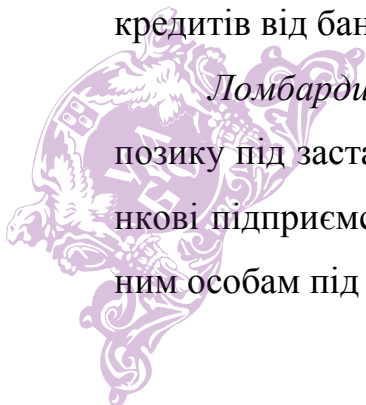 кредитів від бан
Ломбарди
позику під заста
нкові підприємс
ним особам під